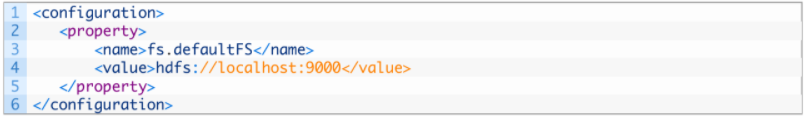 1 <configuration>
2 <property>
3 <name>fs.defaultFS</name>
4 <value>hdfs://localhost:9000</value>
5 </property>
6 </configuration>